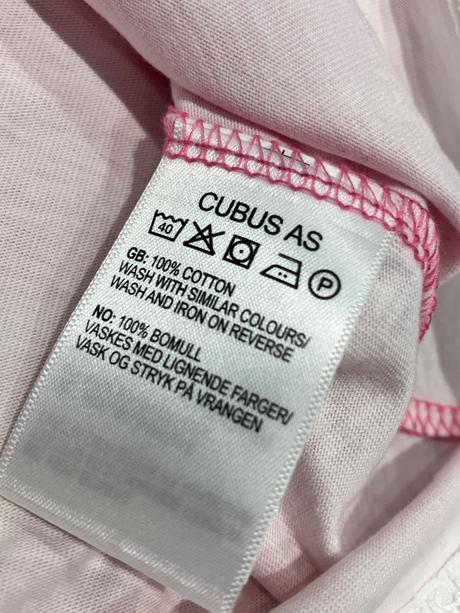 CUBUS AS
40 P
GB: 100% COTTON
WASH WITH SIMILAR COLOURS/
WASH AND IRON ON REVERSE
NO: 100% BOMULL
VASKES MED LIGNENDE FARGER/
VASK OG STRYK PÅ VRANGEN